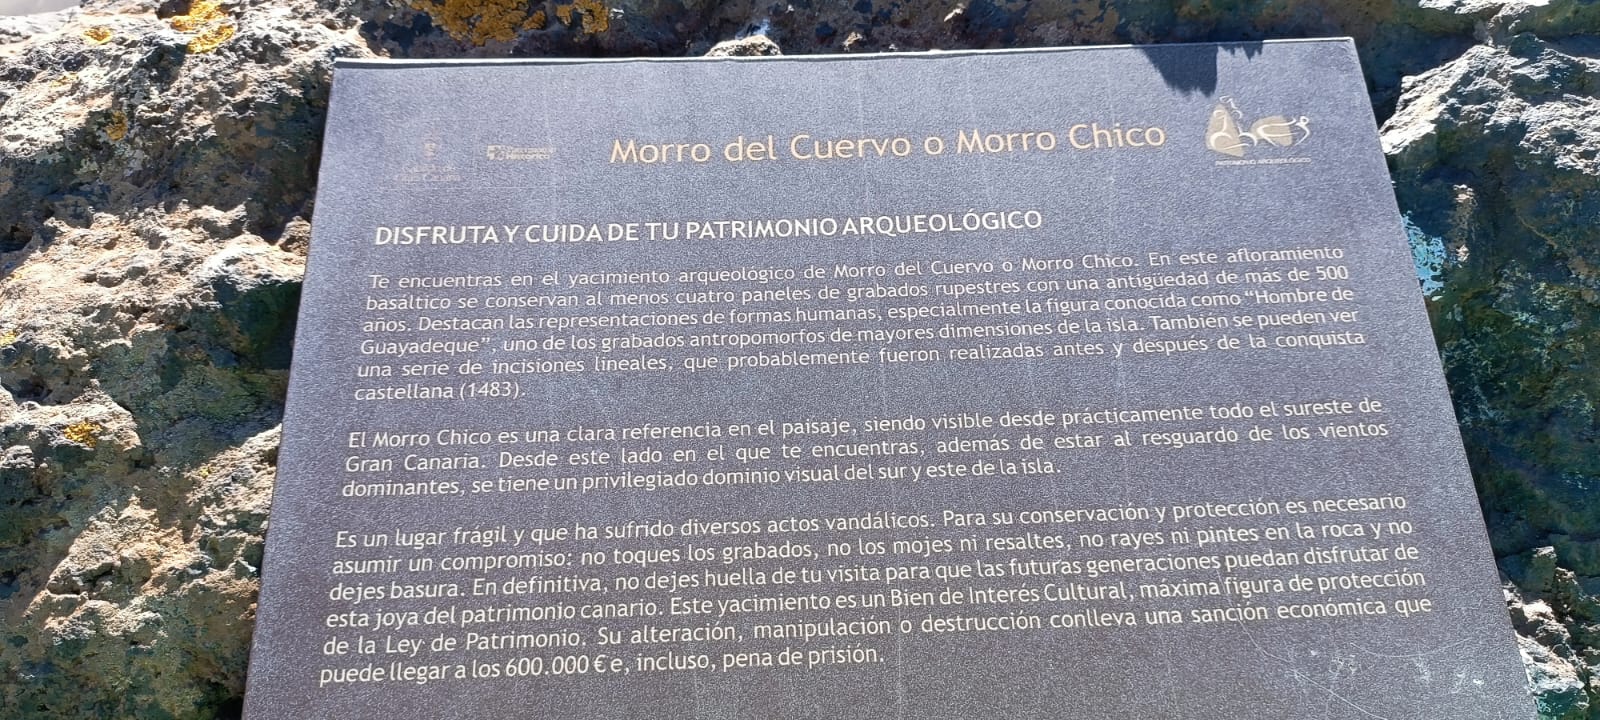 Cabildo de
Gran Canaria
Patrimonio
Histórico
Morro del Cuervo o Morro Chico
PATRIMONIO ARQUEOLÓGICO
DISFRUTA Y CUIDA DE TU PATRIMONIO ARQUEOLÓGICO
Te encuentras en el yacimiento arqueológico de Morro del Cuervo o Morro Chico. En este afloramiento
basáltico se conservan al menos cuatro paneles de grabados rupestres con una antigüedad de más de 500
años. Destacan las representaciones de formas humanas, especialmente la figura conocida como “Hombre de
Guayadeque”, uno de los grabados antropomorfos de mayores dimensiones de la isla. También se pueden ver
una serie de incisiones lineales, que probablemente fueron realizadas antes y después de la conquista
castellana (1483).
El Morro Chico es una clara referencia en el paisaje, siendo visible desde prácticamente todo el sureste de
Gran Canaria. Desde este lado en el que te encuentras, además de estar al resguardo de los vientos
dominantes, se tiene un privilegiado dominio visual del sur y este de la isla.
Es un lugar frágil y que ha sufrido diversos actos vandálicos. Para su conservación y protección es necesario
asumir un compromiso: no toques los grabados, no los mojes ni resaltes, no rayes ni pintes en la roca y no
dejes basura. En definitiva, no dejes huella de tu visita para que las futuras generaciones puedan disfrutar de
esta joya del patrimonio canario. Este yacimiento es un Bien de Interés Cultural, máxima figura de protección
de la Ley de Patrimonio. Su alteración, manipulación o destrucción conlleva una sanción económica que
puede llegar a los 600.000 € e, incluso, pena de prisión.